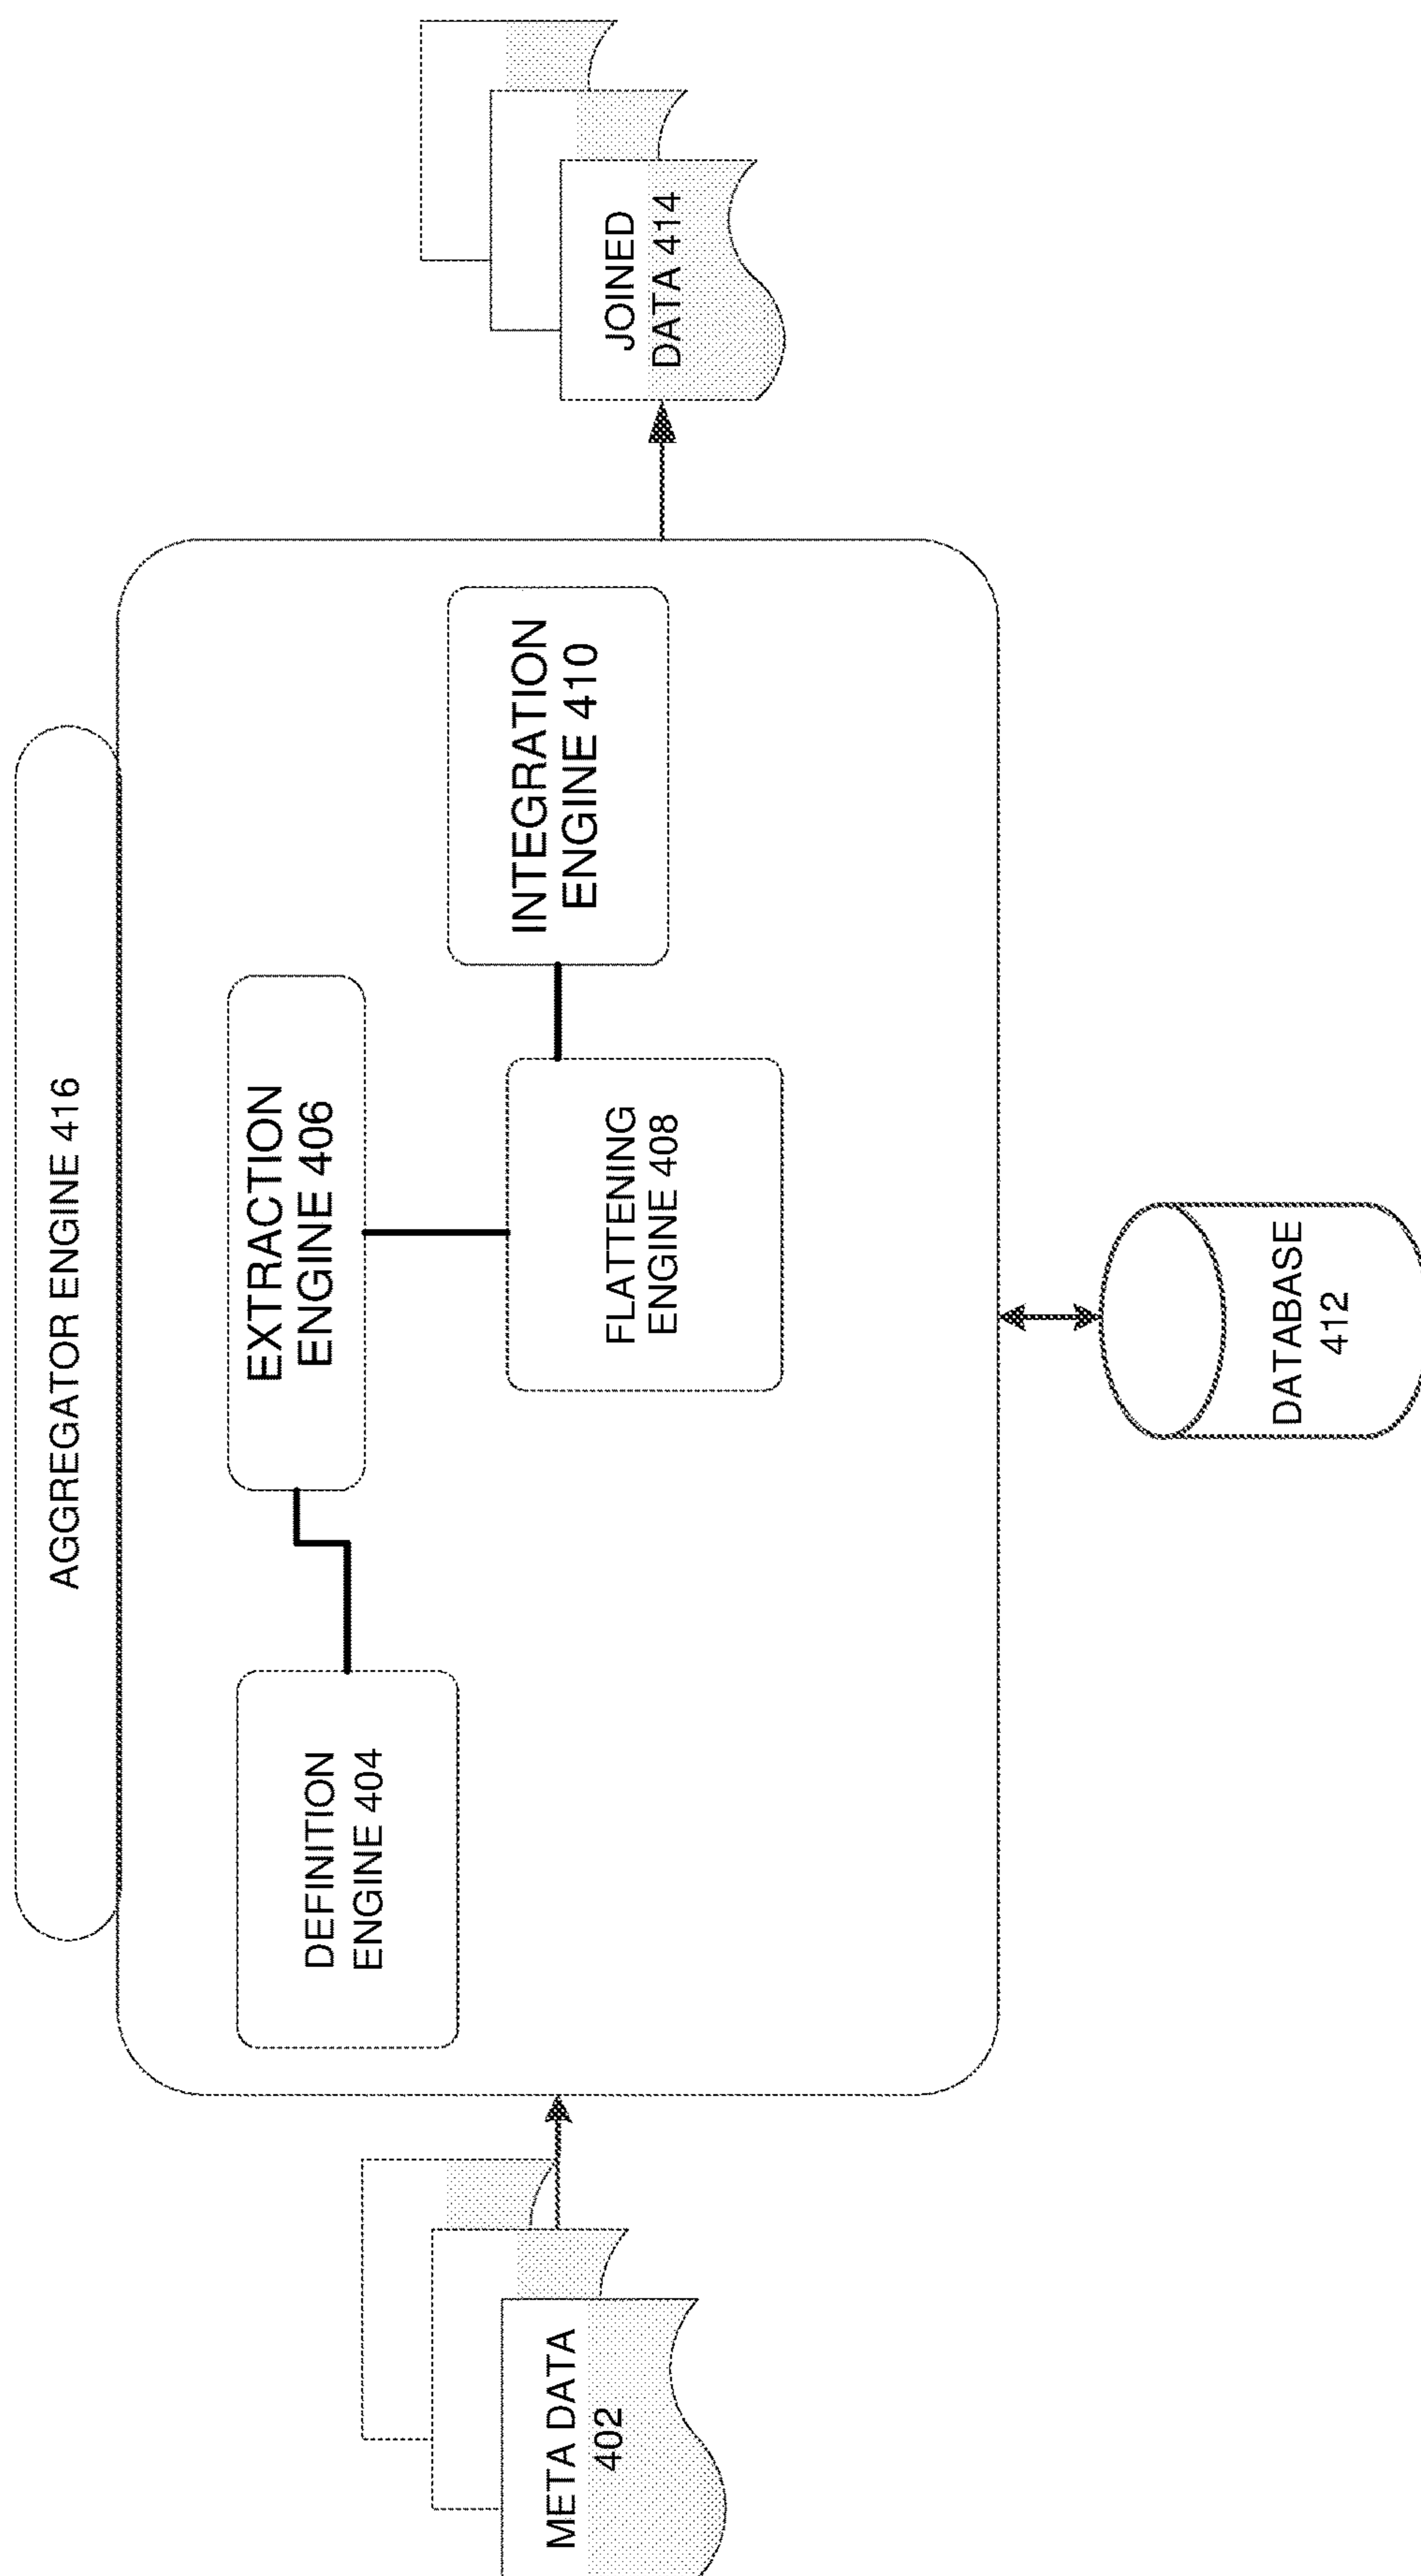 AGGREGATOR ENGINE 416
META DATA
402
DEFINITION
ENGINE 404
EXTRACTION
ENGINE 406
FLATTENING
ENGINE 408
INTEGRATION
ENGINE 410
JOINED
DATA 414
DATABASE
412